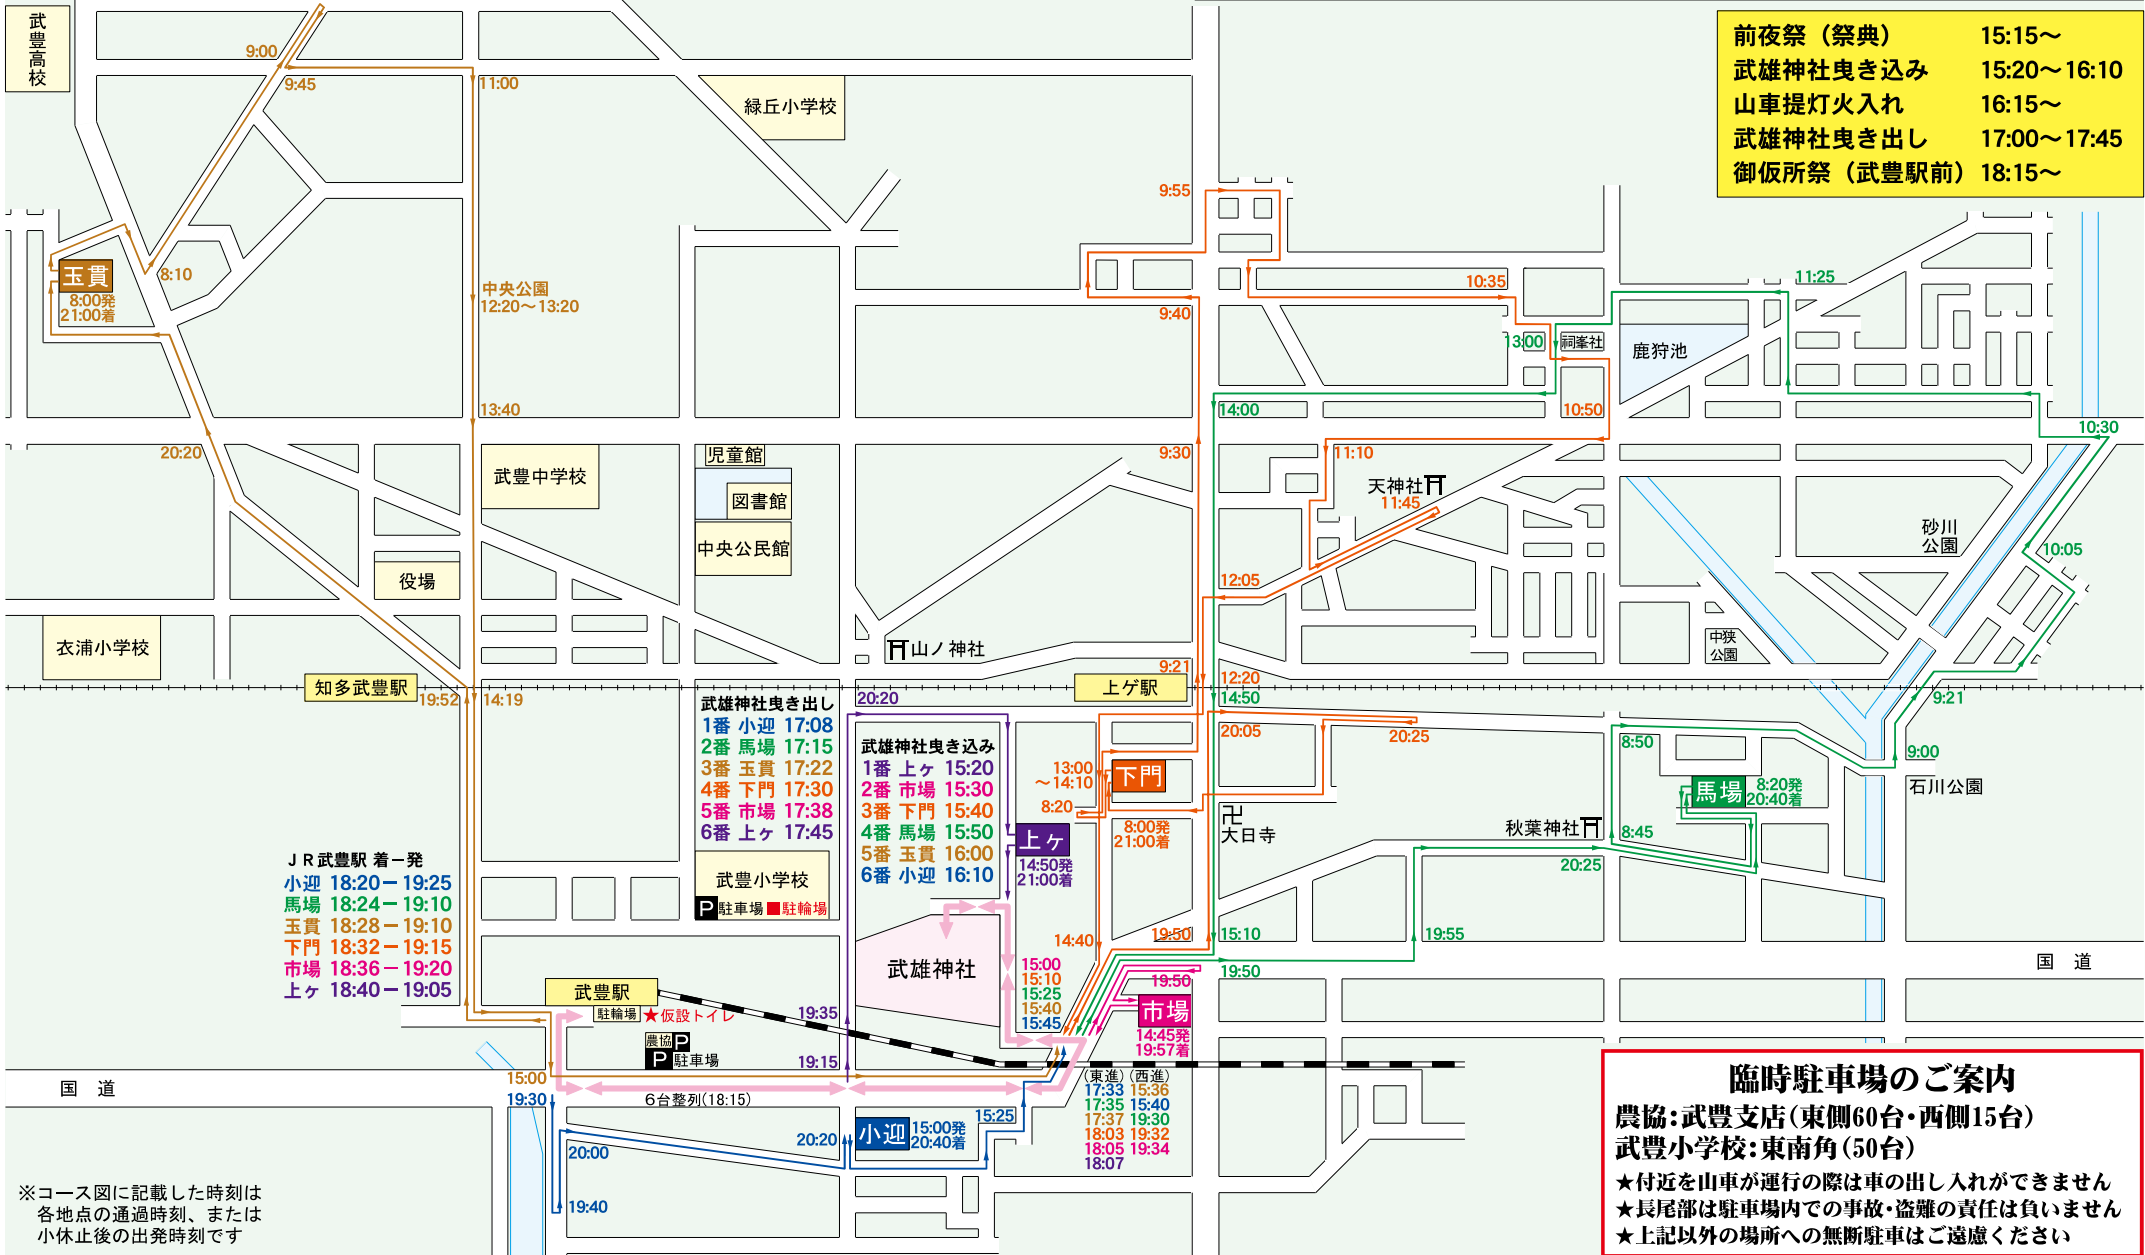 武豊高校
前夜祭（祭典） 15:15〜
武雄神社曳き込み 15:20〜16:10
山車提灯火入れ 16:15〜
武雄神社曳き出し 17:00〜17:45
御仮所祭（武豊駅前） 18:15〜
9:00
9:45
11:00
緑丘小学校
9:55
玉貫
8:00発
21:00着
8:10
中央公園
12:20〜13:20
9:40
10:35
11:25
13:00
祠峯社
鹿狩池
13:40
14:00
10:50
10:30
20:20
武豊中学校
児童館
図書館
中央公民館
9:30
11:10
天神社
11:45
砂川
公園
10:05
役場
12:05
衣浦小学校
山ノ神社
中狭
公園
9:21
12:20
知多武豊駅
19:52
14:19
20:20
上ゲ駅
14:50
9:21
武雄神社曳き出し
1番 小迎 17:08
2番 馬場 17:15
3番 玉貫 17:22
4番 下門 17:30
5番 市場 17:38
6番 上ヶ 17:45
武雄神社曳き込み
1番 上ヶ 15:20
2番 市場 15:30
3番 下門 15:40
4番 馬場 15:50
5番 玉貫 16:00
6番 小迎 16:10
20:05
20:25
8:50
9:00
石川公園
13:00
〜14:10
下門
8:20
8:00発
21:00着
馬場
8:20発
20:40着
上ヶ
14:50発
21:00着
卍
大日寺
秋葉神社
8:45
20:25
ＪＲ武豊駅 着－発
小迎 18:20－19:25
馬場 18:24－19:10
玉貫 18:28－19:10
下門 18:32－19:15
市場 18:36－19:20
上ヶ 18:40－19:05
武豊小学校
P駐車場 ■駐輪場
武雄神社
14:40
19:50
15:10
19:55
19:50
国 道
15:00
15:10
15:25
15:40
15:45
19:50
市場
14:45発
19:57着
武豊駅
駐輪場
★仮設トイレ
農協P
P駐車場
19:35
19:15
国 道
15:00
19:30
6台整列(18:15)
(東進) (西進)
17:33 15:36
17:35 15:40
17:37 19:30
18:03 19:32
18:05 19:34
18:07
15:25
20:20
小迎
15:00発
20:40着
20:00
19:40
※コース図に記載した時刻は
各地点の通過時刻、または
小休止後の出発時刻です
臨時駐車場のご案内
農協：武豊支店（東側60台・西側15台）
武豊小学校：東南角（50台）
★付近を山車が運行の際は車の出し入れができません
★長尾部は駐車場内での事故・盗難の責任は負いません
★上記以外の場所への無断駐車はご遠慮ください